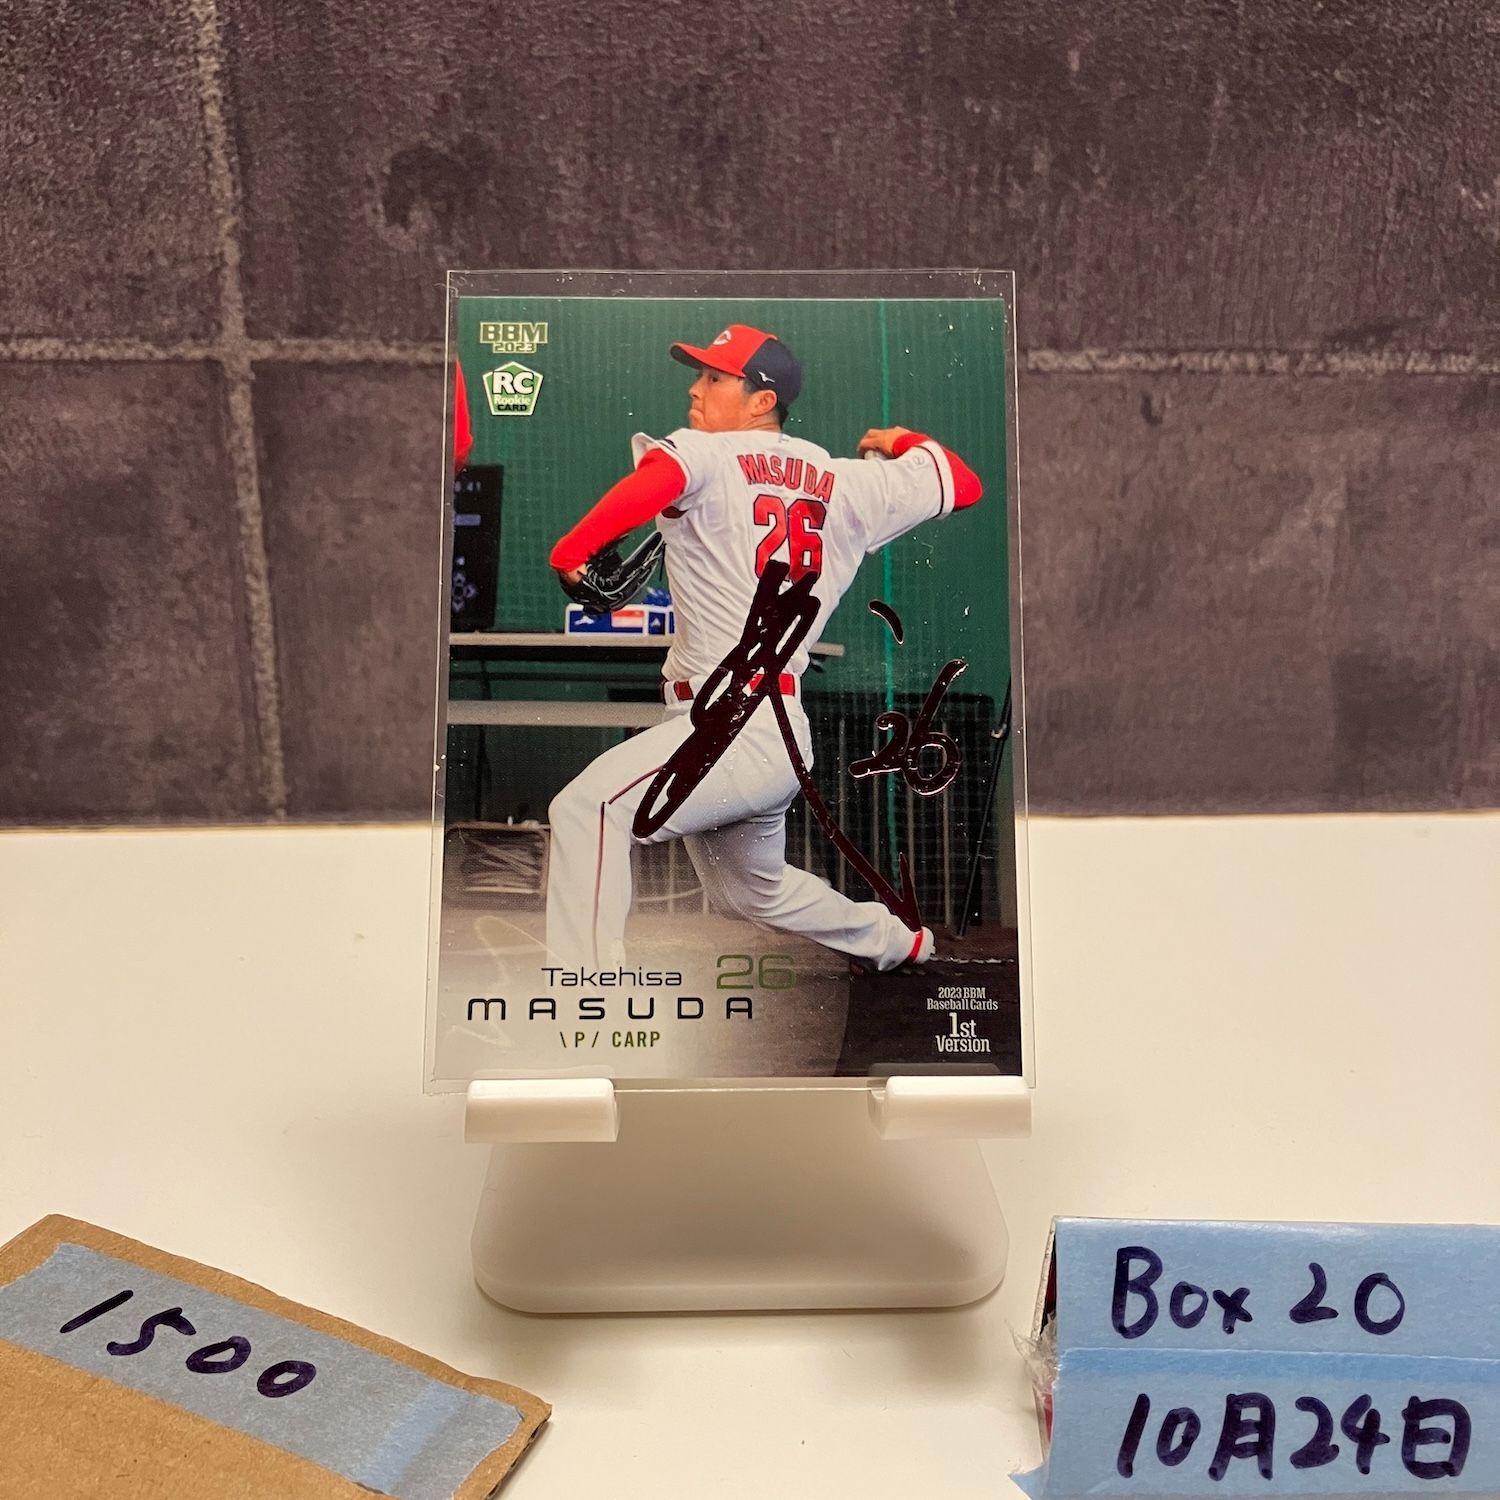 BBM
2023
RC
Rookie
CARD
MASUDA
26
26
Takehisa 26
MASUDA
\P/ CARP
2023 BBM
Baseball Cards
1st
Version
1500
Box 20
10月24日